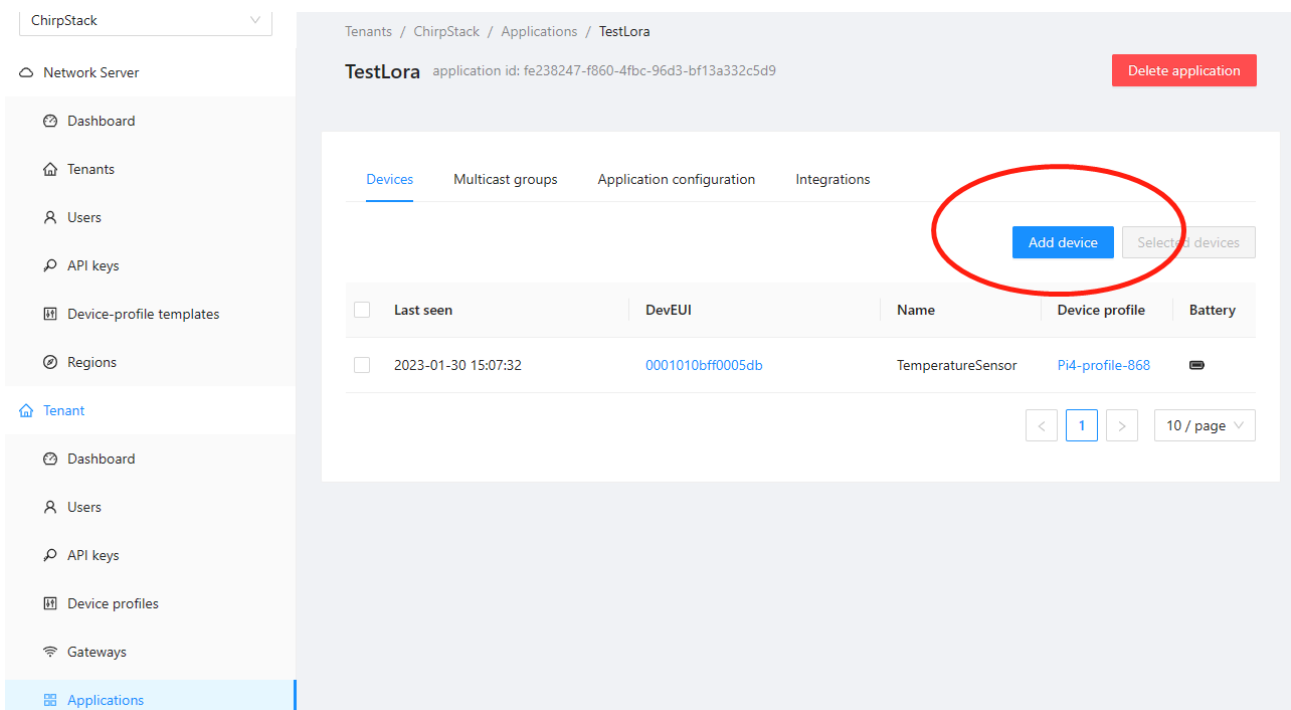 ChirpStack
Network Server
Dashboard
Tenants
Users
API keys
Device-profile templates
Regions
Tenant
Dashboard
Users
API keys
Device profiles
Gateways
Applications
Tenants / ChirpStack / Applications / TestLora
TestLora application id: fe238247-f860-4fbc-96d3-bf13a332c5d9
Delete application
Devices Multicast groups Application configuration Integrations
Add device Selected devices
Last seen DevEUI Name Device profile Battery
2023-01-30 15:07:32 0001010bff0005db TemperatureSensor Pi4-profile-868
< 1 > 10 / page